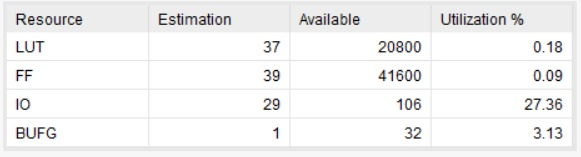 Resource Estimation Available Utilization %
LUT 37 20800 0.18
FF 39 41600 0.09
IO 29 106 27.36
BUFG 1 32 3.13